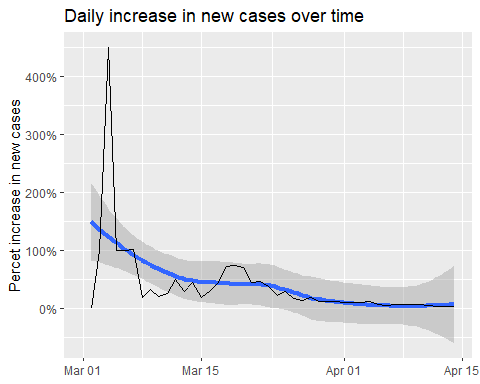 Daily increase in new cases over time
Percet increase in new cases
400%
300%
200%
100%
0%
Mar 01
Mar 15
Apr 01
Apr 15